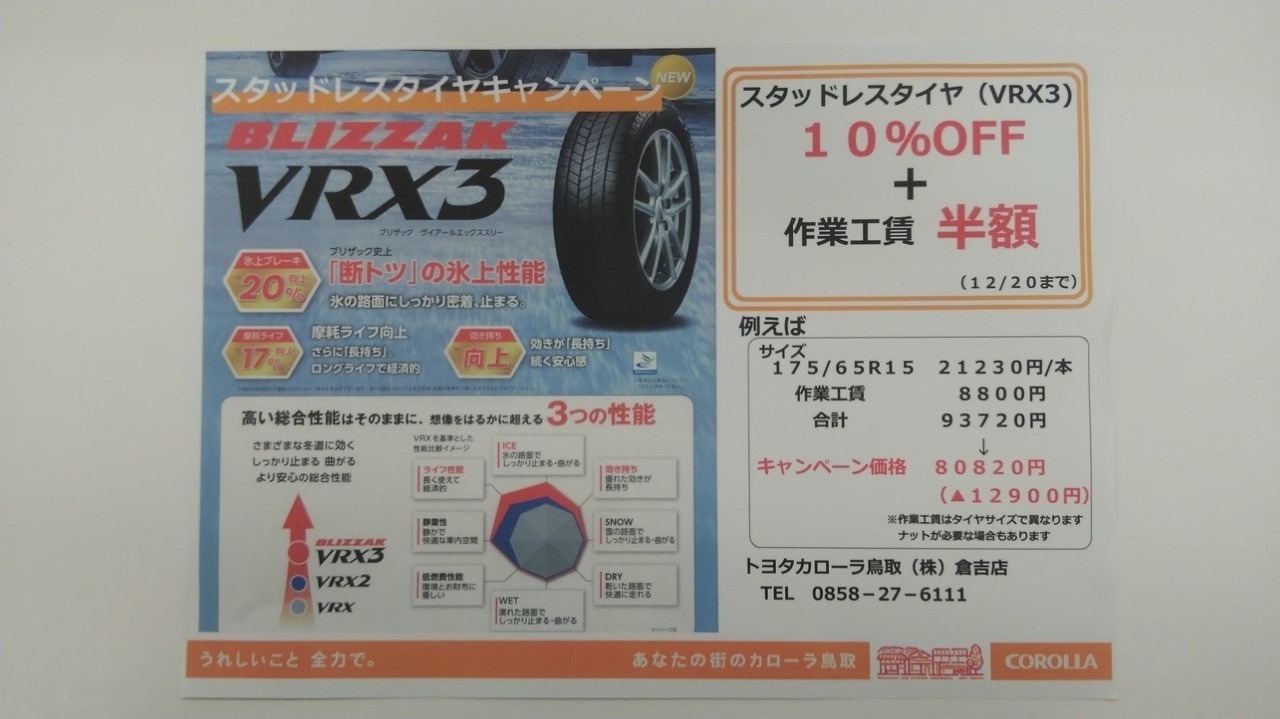 スタッドレスタイヤキャンペーン
NEW
BLIZZAK
VRX3
ブリザック ヴイアールエックススリー
氷上ブレーキ
20%向上
ブリザック史上
「断トツ」の氷上性能
氷の路面にしっかり密着、止まる。
摩耗ライフ
17%向上
摩耗ライフ向上
さらに「長持ち」。
ロングライフで経済的
効き持ち
向上
効きが「長持ち」
続く安心感
高い総合性能はそのままに、想像をはるかに超える3つの性能
さまざまな冬道に効く
しっかり止まる 曲がる
より安心の総合性能
BLIZZAK
VRX3
VRX2
VRX
VRXを基準とした
性能比較イメージ
ICE
氷の路面で
しっかり止まる・曲がる
ライフ性能
長く使えて
経済的
効き持ち
優れた効きが
長持ち
静粛性
静かで
快適な車内空間
SNOW
雪の路面で
しっかり止まる・曲がる
低燃費性能
環境とお財布に
優しい
DRY
乾いた路面で
快適に走れる
WET
濡れた路面で
しっかり止まる・曲がる
スタッドレスタイヤ（VRX3）
１０％OFF
＋
作業工賃 半額
（１２/２０まで）
例えば
サイズ
１７５/６５R１５ ２１２３０円/本
作業工賃 ８８００円
合計 ９３７２０円
↓
キャンペーン価格 ８０８２０円
（▲１２９００円）
※作業工賃はタイヤサイズで異なります
ナットが必要な場合もあります
トヨタカローラ鳥取（株）倉吉店
TEL 0858－27－6111
うれしいこと 全力で。
あなたの街のカローラ鳥取
COROLLA